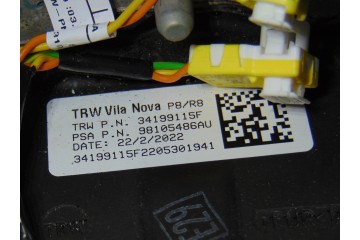 TRW Vila Nova P8/R8
TRW P.N. 34199115F
PSA P.N. 98105486AU
DATE: 22/2/2022
34199115F2205301941